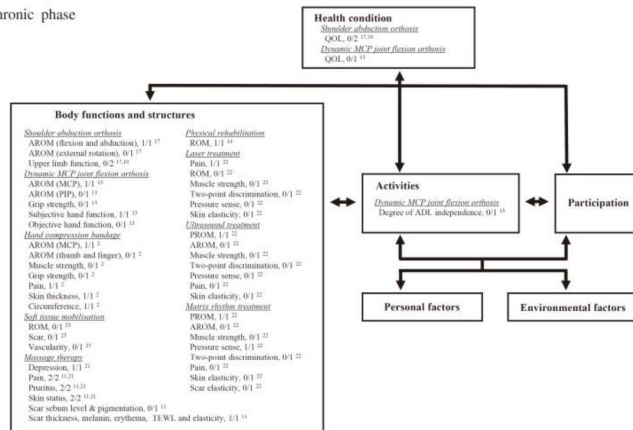 ronic phase
Health condition
Shoulder abduction orthosis
QOL, 0/2 17,18
Dynamic MCP joint flexion orthosis
QOL, 0/1 15
Body functions and structures
Shoulder abduction orthosis
AROM (flexion and abduction), 1/1 17
AROM (external rotation), 0/1 17
Upper limb function, 0/2
Dynamic MCP joint flexion orthosis
AROM (MCP), 1/1
AROM (PIP), 0/1
Grip strength, 0/1
Subjective hand function, 1/1
Objective hand function, 0/1
Hand compression bandage
AROM (MCP), 1/1 2
AROM (thumb and finger), 0/1 2
Muscle strength, 0/1 2
Grip strength, 0/1 2
Pain, 1/1 2
Skin thickness, 1/1 2
Circumference, 1/1 2
Soft tissue mobilisation
ROM, 0/1
Scar, 0/1
Vascularity, 0/1
Massage therapy
Depression, 1/1 21
Pain, 2/2 11,21
Pruritus, 2/2 11,21
Skin status, 2/2 11,21
Scar sebum level & pigmentation, 0/1 11
Scar thickness, melanin, erythema, TEWL and elasticity, 1/1 11
Physical rehabilitation
ROM, 1/1
Laser treatment
Pain, 1/1 22
ROM, 0/1 22
Muscle strength, 0/1 22
Two-point discrimination, 0/1 22
Pressure sense, 0/1 22
Skin elasticity, 0/1 22
Ultrasound treatment
PROM, 1/1 22
AROM, 0/1 22
Muscle strength, 0/1 22
Two-point discrimination, 0/1 22
Pressure sense, 0/1 22
Pain, 0/1 22
Skin elasticity, 0/1 22
Matrix rhythm treatment
PROM, 1/1 22
AROM, 0/1 22
Muscle strength, 0/1 22
Pressure sense, 1/1 22
Two-point discrimination, 0/1 22
Pain, 0/1 22
Skin elasticity, 0/1 22
Scar elasticity, 0/1 22
Activities
Dynamic MCP joint flexion orthosis
Degree of ADL independence, 0/1 15
Participation
Personal factors
Environmental factors